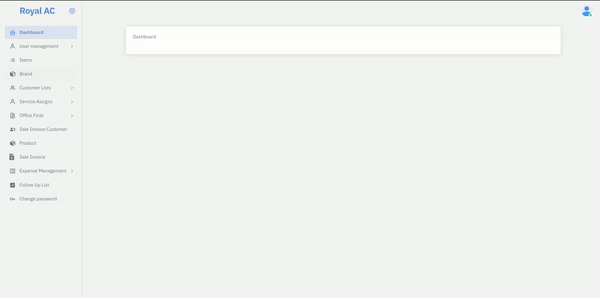 Royal AC
Dashboard
User management
Items
Brand
Customer Lists
Service Assigns
Office Final
Sale Invoice Customer
Product
Sale Invoice
Expense Management
Follow Up List
Change password
Dashboard